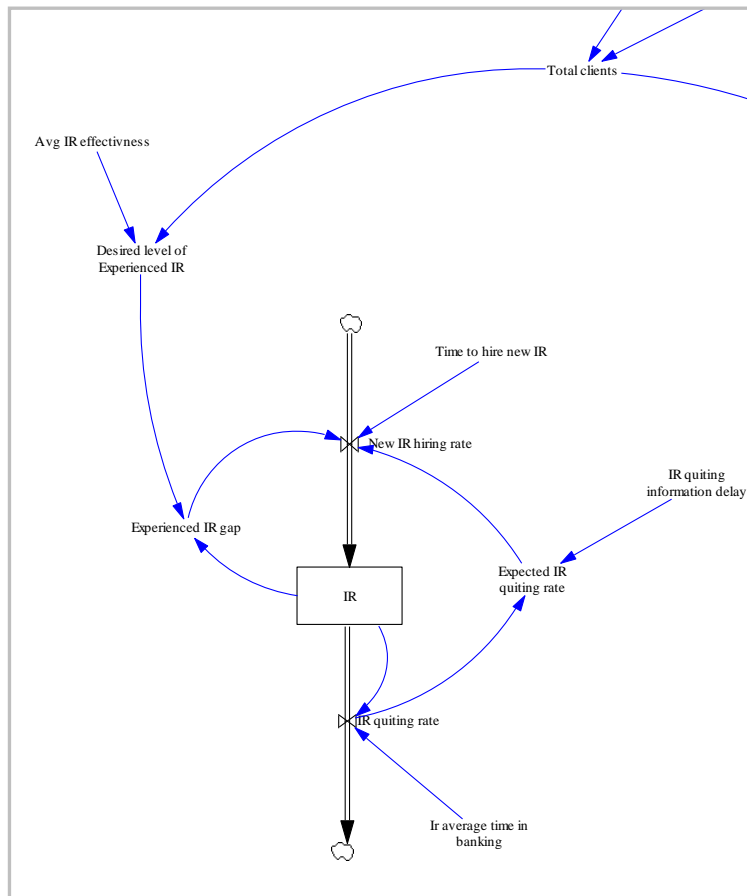 Total clients
Avg IR effectivness
Desired level of
Experienced IR
Time to hire new IR
New IR hiring rate
IR quiting
information delay
Experienced IR gap
Expected IR
quiting rate
IR
IR quiting rate
Ir average time in
banking